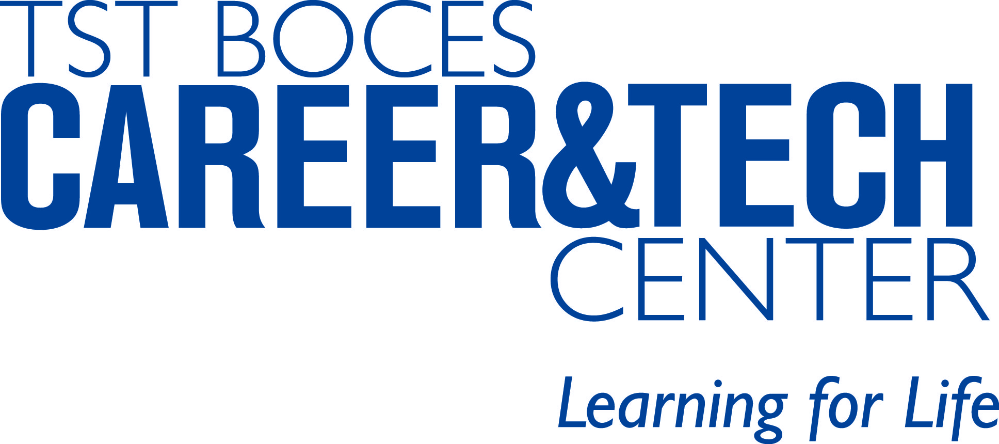 TST BOCES
CAREER&TECH
CENTER
Learning for Life